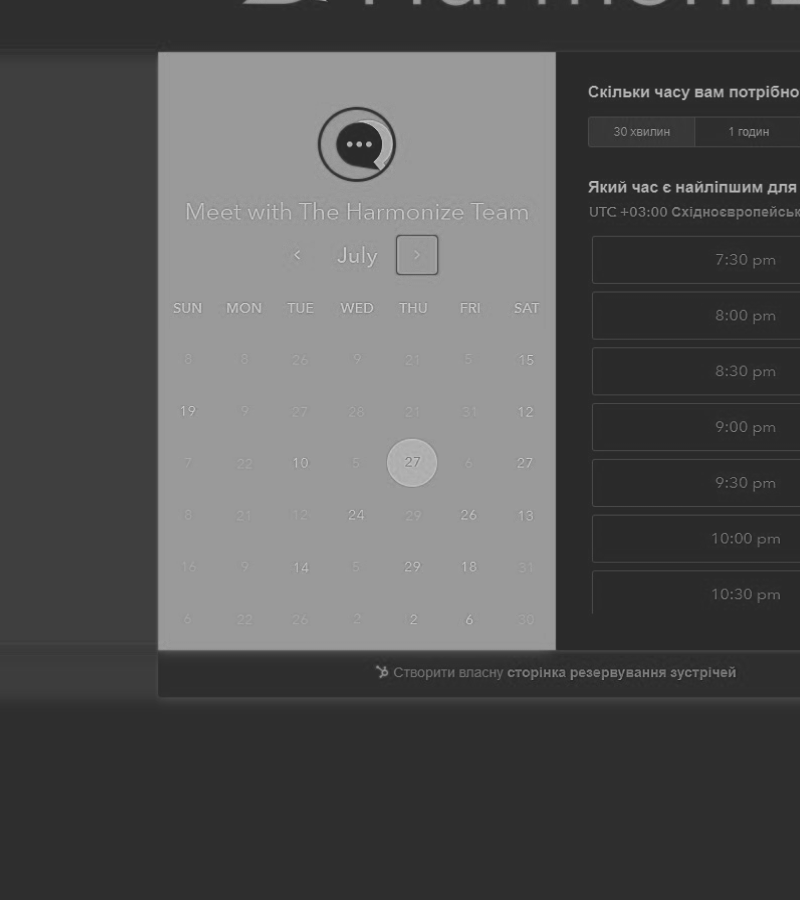 Meet with The Harmonize Team
< July >
SUN MON TUE WED THU FRI SAT
8 8 26 9 21 5 15
19 9 27 28 21 31 12
7 22 10 5 27 6 27
8 21 12 24 29 26 13
16 9 14 5 29 18 31
6 22 26 2 2 6 30
Скільки часу вам потрібно
30 хвилин 1 годин
Який час є найліпшим для
UTC +03:00
7:30 pm
8:00 pm
8:30 pm
9:00 pm
9:30 pm
10:00 pm
10:30 pm
Створити власну сторінка резервування зустрічей